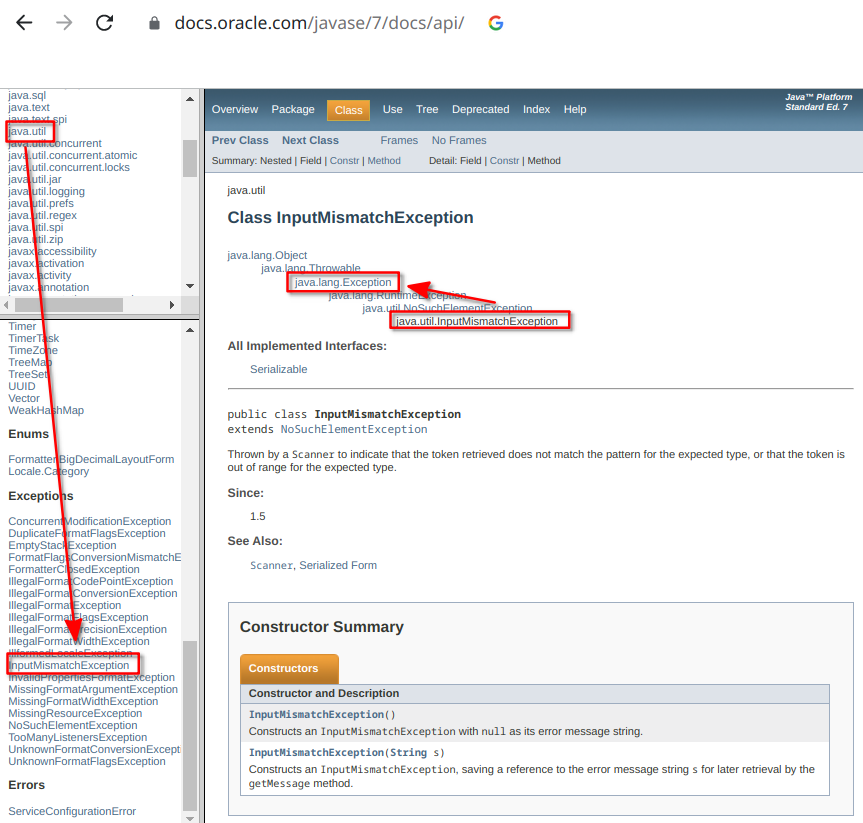 docs.oracle.com/javase/7/docs/api/
java.sql
java.text
java.text.spi
java.util
java.util.concurrent
java.util.concurrent.atomic
java.util.concurrent.locks
java.util.jar
java.util.logging
java.util.prefs
java.util.regex
java.util.spi
java.util.zip
javax.accessibility
javax.activation
javax.activity
javax.annotation
Timer
TimerTask
TimeZone
TreeMap
TreeSet
UUID
Vector
WeakHashMap
Enums
Formatter.BigDecimalLayoutForm
Locale.Category
Exceptions
ConcurrentModificationException
DuplicateFormatFlagsException
EmptyStackException
FormatFlagsConversionMismatchE
FormatterClosedException
IllegalFormatCodePointException
IllegalFormatConversionException
IllegalFormatException
IllegalFormatFlagsException
IllegalFormatPrecisionException
IllegalFormatWidthException
IllformedLocaleException
InputMismatchException
InvalidPropertiesFormatException
MissingFormatArgumentException
MissingFormatWidthException
MissingResourceException
NoSuchElementException
TooManyListenersException
UnknownFormatConversionExcepti
UnknownFormatFlagsException
Errors
ServiceConfigurationError
Overview Package Class Use Tree Deprecated Index Help
Java™ Platform
Standard Ed. 7
Prev Class Next Class Frames No Frames
Summary: Nested | Field | Constr | Method Detail: Field | Constr | Method
java.util
Class InputMismatchException
java.lang.Object
java.lang.Throwable
java.lang.Exception
java.lang.RuntimeException
java.util.NoSuchElementException
java.util.InputMismatchException
All Implemented Interfaces:
Serializable
public class InputMismatchException
extends NoSuchElementException
Thrown by a Scanner to indicate that the token retrieved does not match the pattern for the expected type, or that the token is
out of range for the expected type.
Since:
1.5
See Also:
Scanner, Serialized Form
Constructor Summary
Constructors
Constructor and Description
InputMismatchException()
Constructs an InputMismatchException with null as its error message string.
InputMismatchException(String s)
Constructs an InputMismatchException, saving a reference to the error message string s for later retrieval by the
getMessage method.